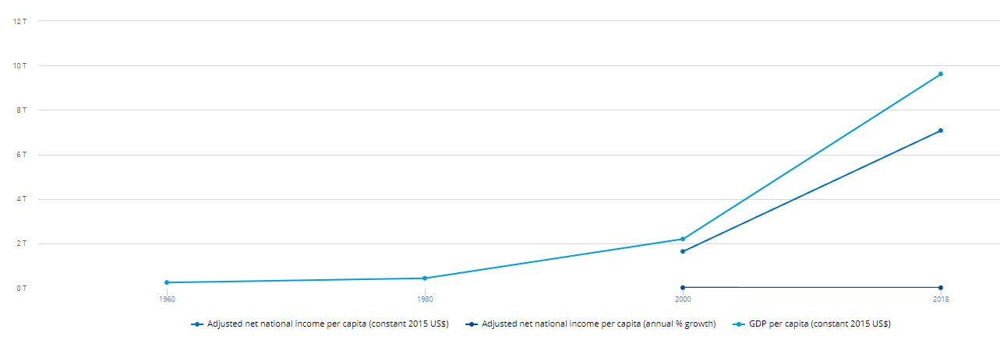 12 T
10 T
8 T
6 T
4 T
2 T
0 T
1960 1980 2000 2018
Adjusted net national income per capita (constant 2015 US$) Adjusted net national income per capita (annual % growth) GDP per capita (constant 2015 US$)